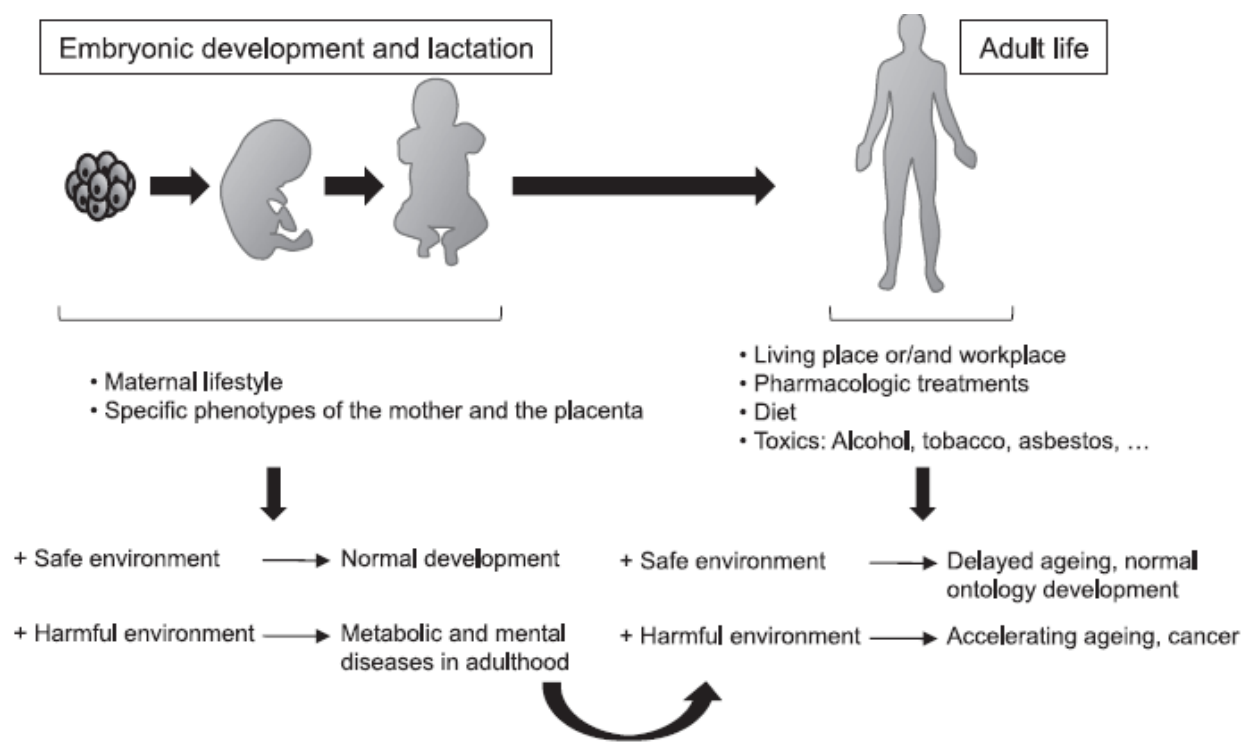 Embryonic development and lactation
Adult life
• Maternal lifestyle
• Specific phenotypes of the mother and the placenta
• Living place or/and workplace
• Pharmacologic treatments
• Diet
• Toxics: Alcohol, tobacco, asbestos, …
+ Safe environment
Normal development
+ Harmful environment
Metabolic and mental
diseases in adulthood
+ Safe environment
Delayed ageing, normal
ontology development
+ Harmful environment
Accelerating ageing, cancer